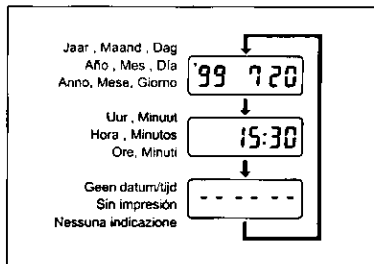 Jaar , Maand , Dag
Año , Mes , Día
Anno, Mese, Giorno
'99 7 20
Uur , Minuut
Hora , Minutos
Ore, Minuti
15:30
Geen datum/tijd
Sin impresión
Nessuna indicazione
- - - - - -